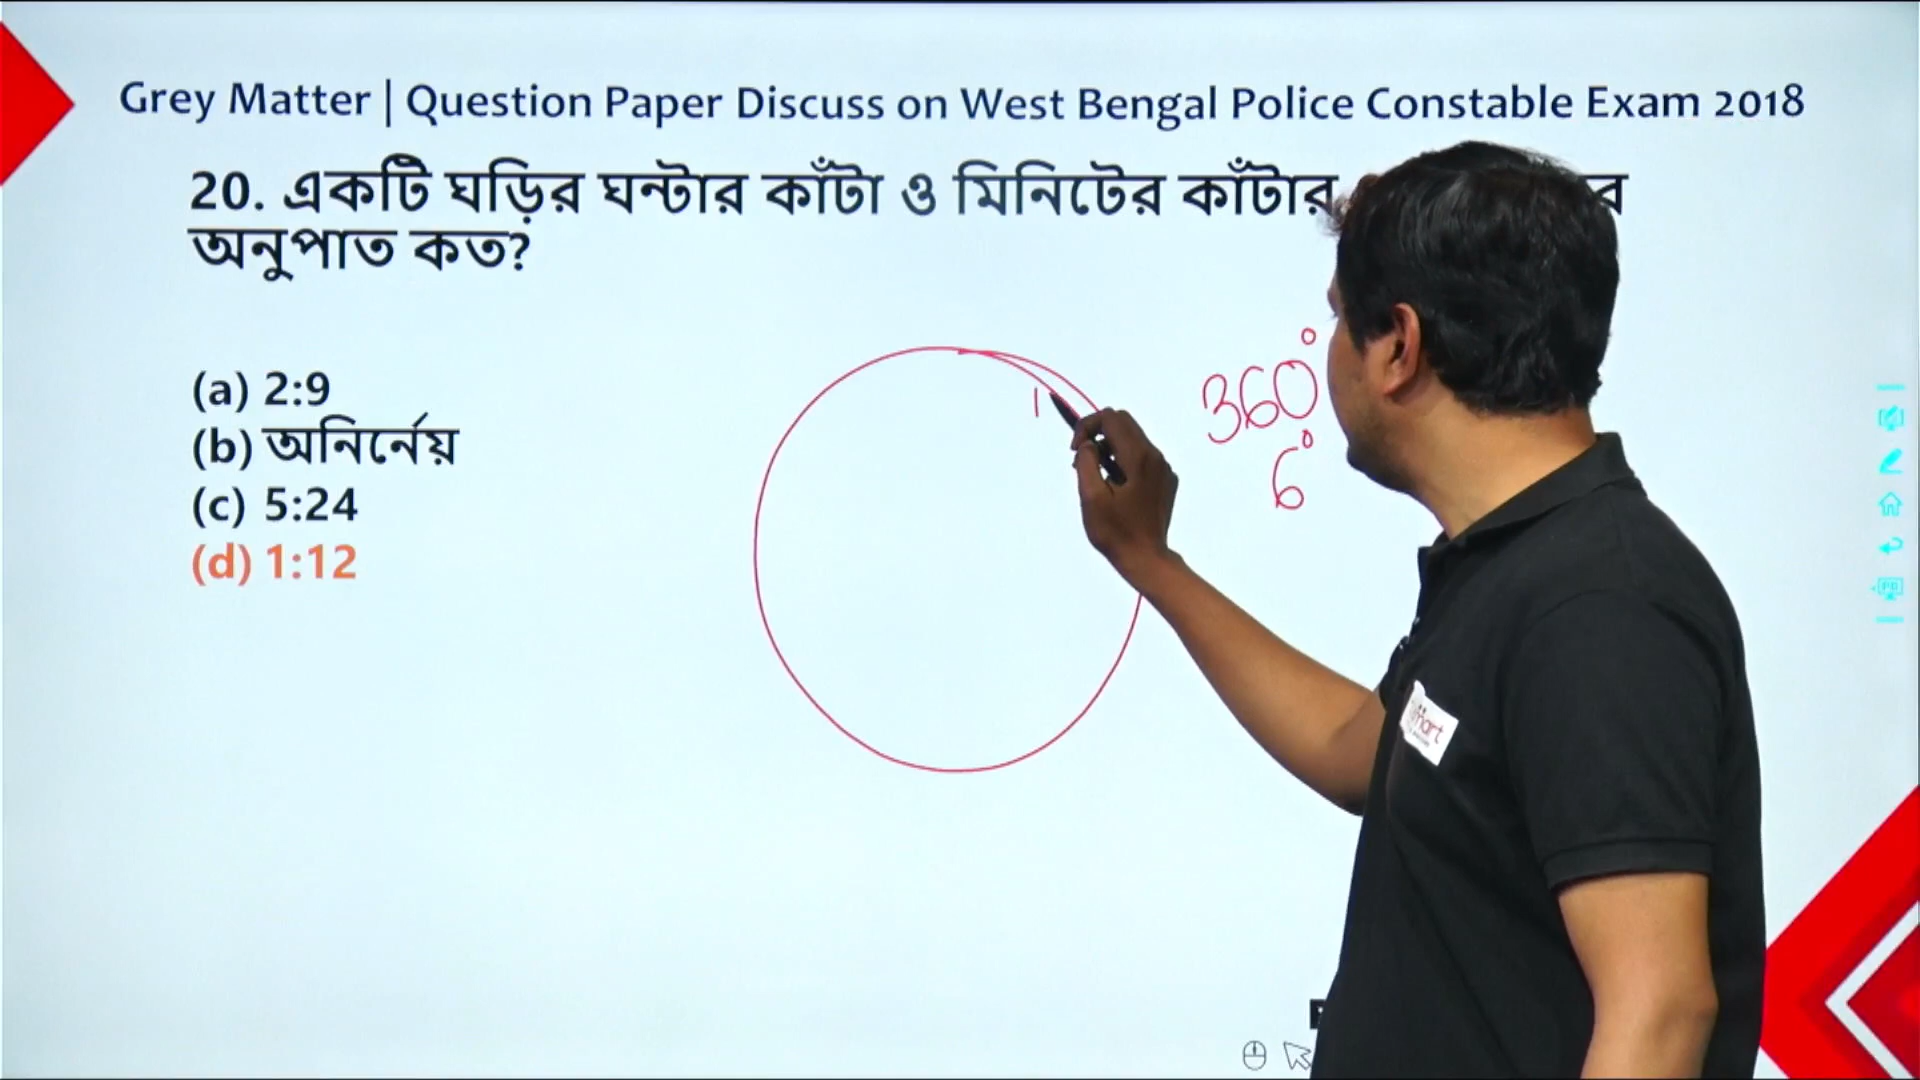 Grey Matter | Question Paper Discuss on West Bengal Police Constable Exam 2018
20. একটি ঘড়ির ঘন্টার কাঁটা ও মিনিটের কাঁটার
অনুপাত কত?
(a) 2:9
(b) অনির্নেয়
(c) 5:24
(d) 1:12
360°
6°